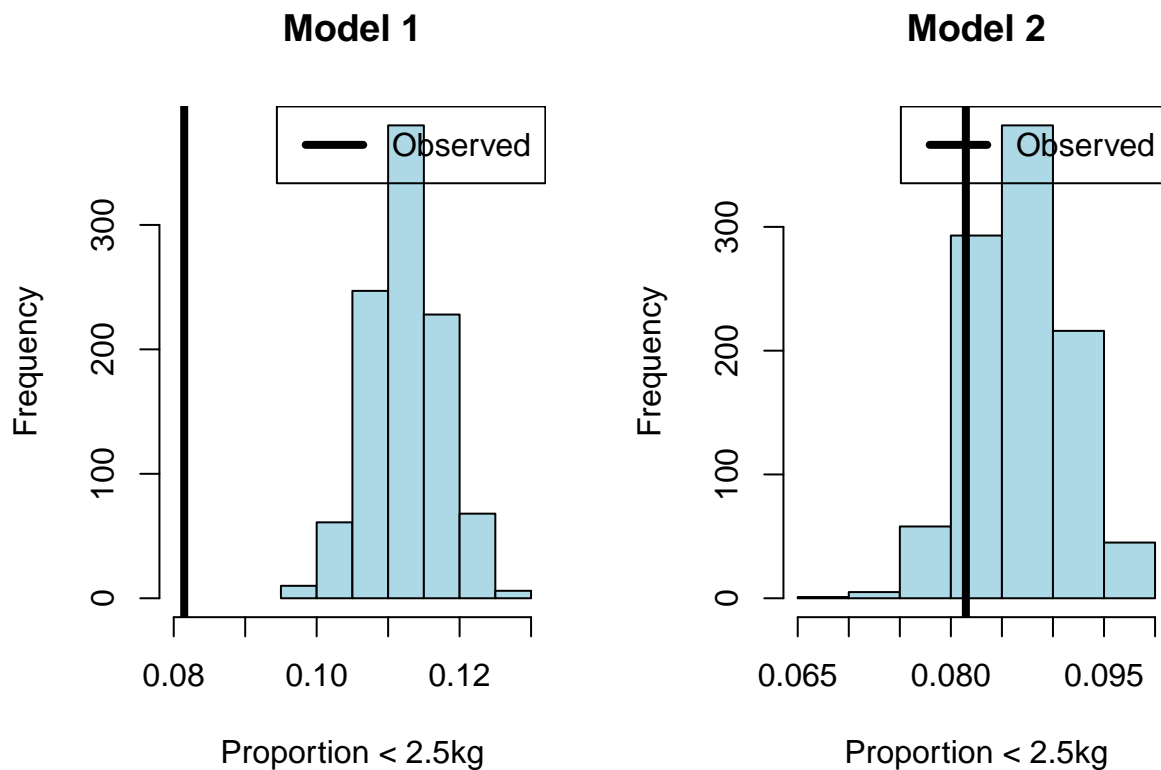 Model 1
Observed
Frequency
0
100
200
300
0.08
0.10
0.12
Proportion < 2.5kg
Model 2
Observed
Frequency
0
100
200
300
0.065
0.080
0.095
Proportion < 2.5kg